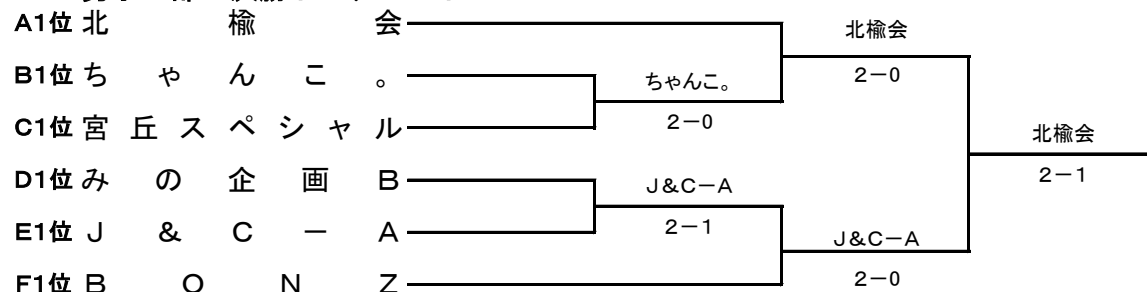 A1位 北楡会
北楡会
B1位 ちゃんこ。
ちゃんこ。
2-0
C1位 宮丘スペシャル
2-0
北楡会
D1位 みの企画B
J&C-A
2-1
E1位 J&C-A
2-1
J&C-A
F1位 BONZ
2-0